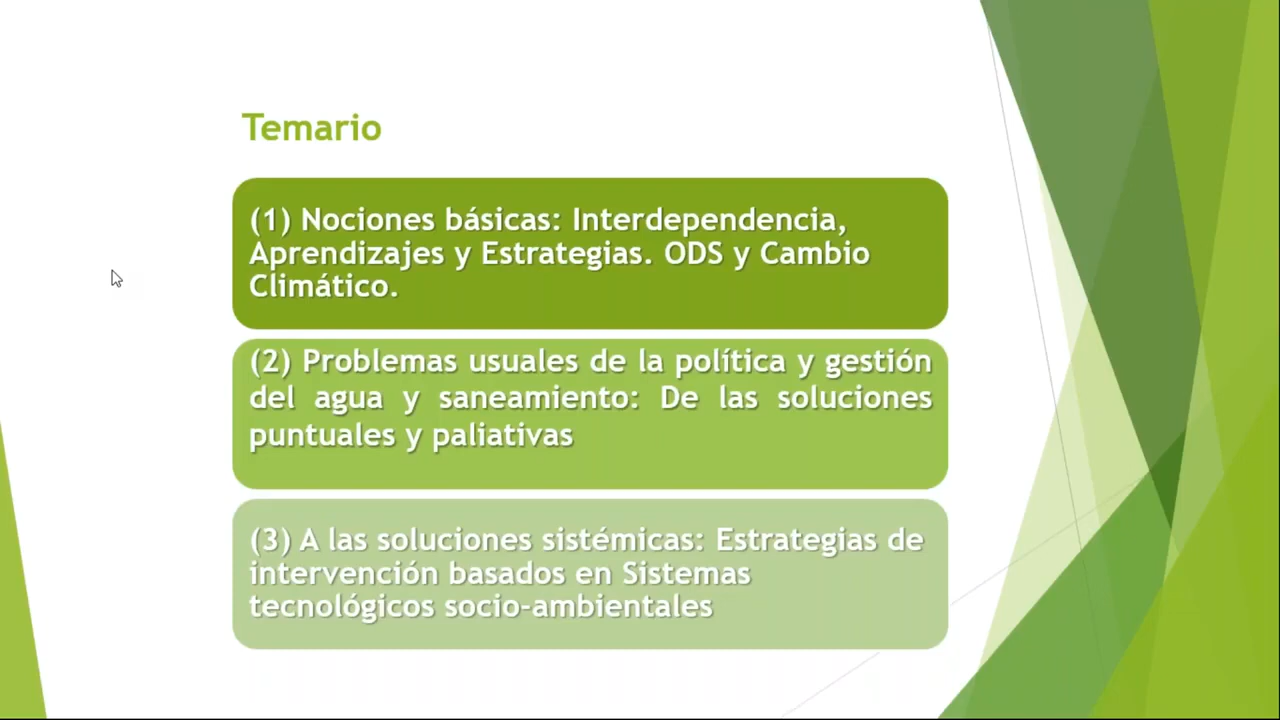 Temario
(1) Nociones básicas: Interdependencia,
Aprendizajes y Estrategias. ODS y Cambio
Climático.
(2) Problemas usuales de la política y gestión
del agua y saneamiento: De las soluciones
puntuales y paliativas
(3) A las soluciones sistémicas: Estrategias de
intervención basados en Sistemas
tecnológicos socio-ambientales